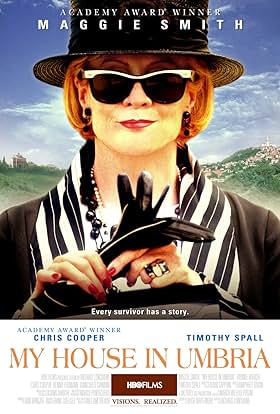 ACADEMY AWARD® WINNER
MAGGIE SMITH
Every survivor has a story.
ACADEMY AWARD® WINNER
CHRIS COOPER
TIMOTHY SPALL
MY HOUSE IN UMBRIA
HBO FILMS
VISIONS. REALIZED.